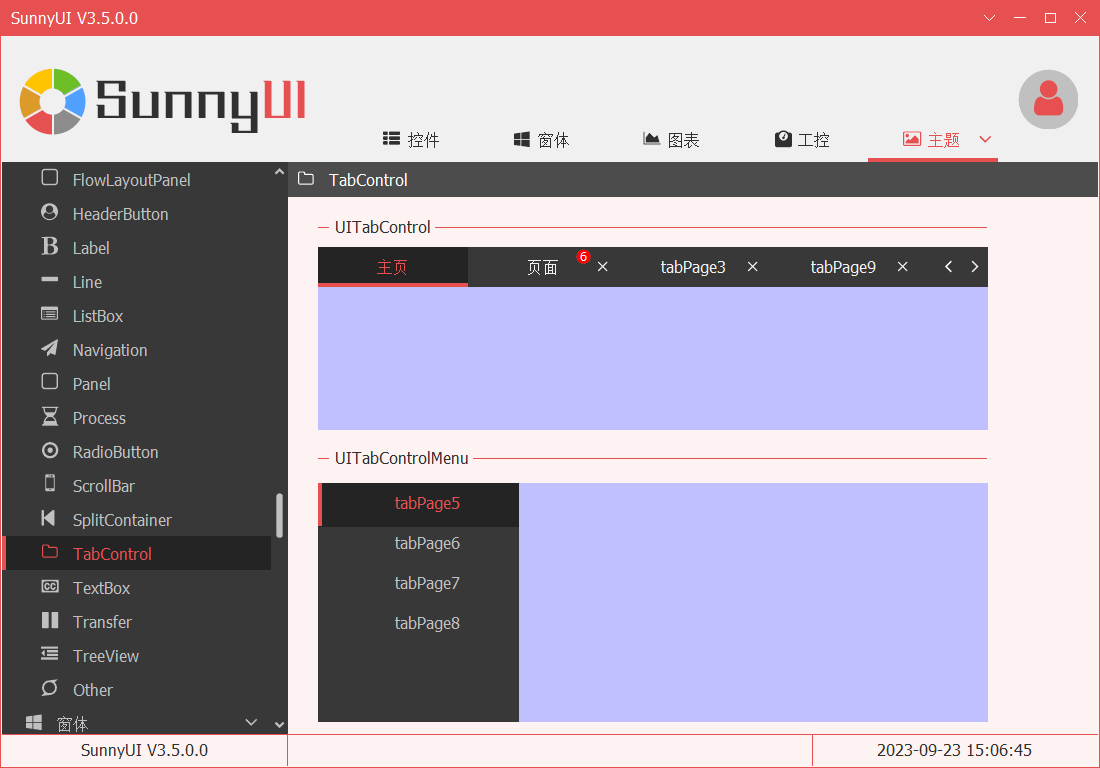 SunnyUI V3.5.0.0
SunnyUI
控件 窗体 图表 工控 主题
FlowLayoutPanel
HeaderButton
Label
Line
ListBox
Navigation
Panel
Process
RadioButton
ScrollBar
SplitContainer
TabControl
TextBox
Transfer
TreeView
Other
窗体
TabControl
UITabControl
主页 页面 6 tabPage3 tabPage9
UITabControlMenu
tabPage5
tabPage6
tabPage7
tabPage8
SunnyUI V3.5.0.0
2023-09-23 15:06:45